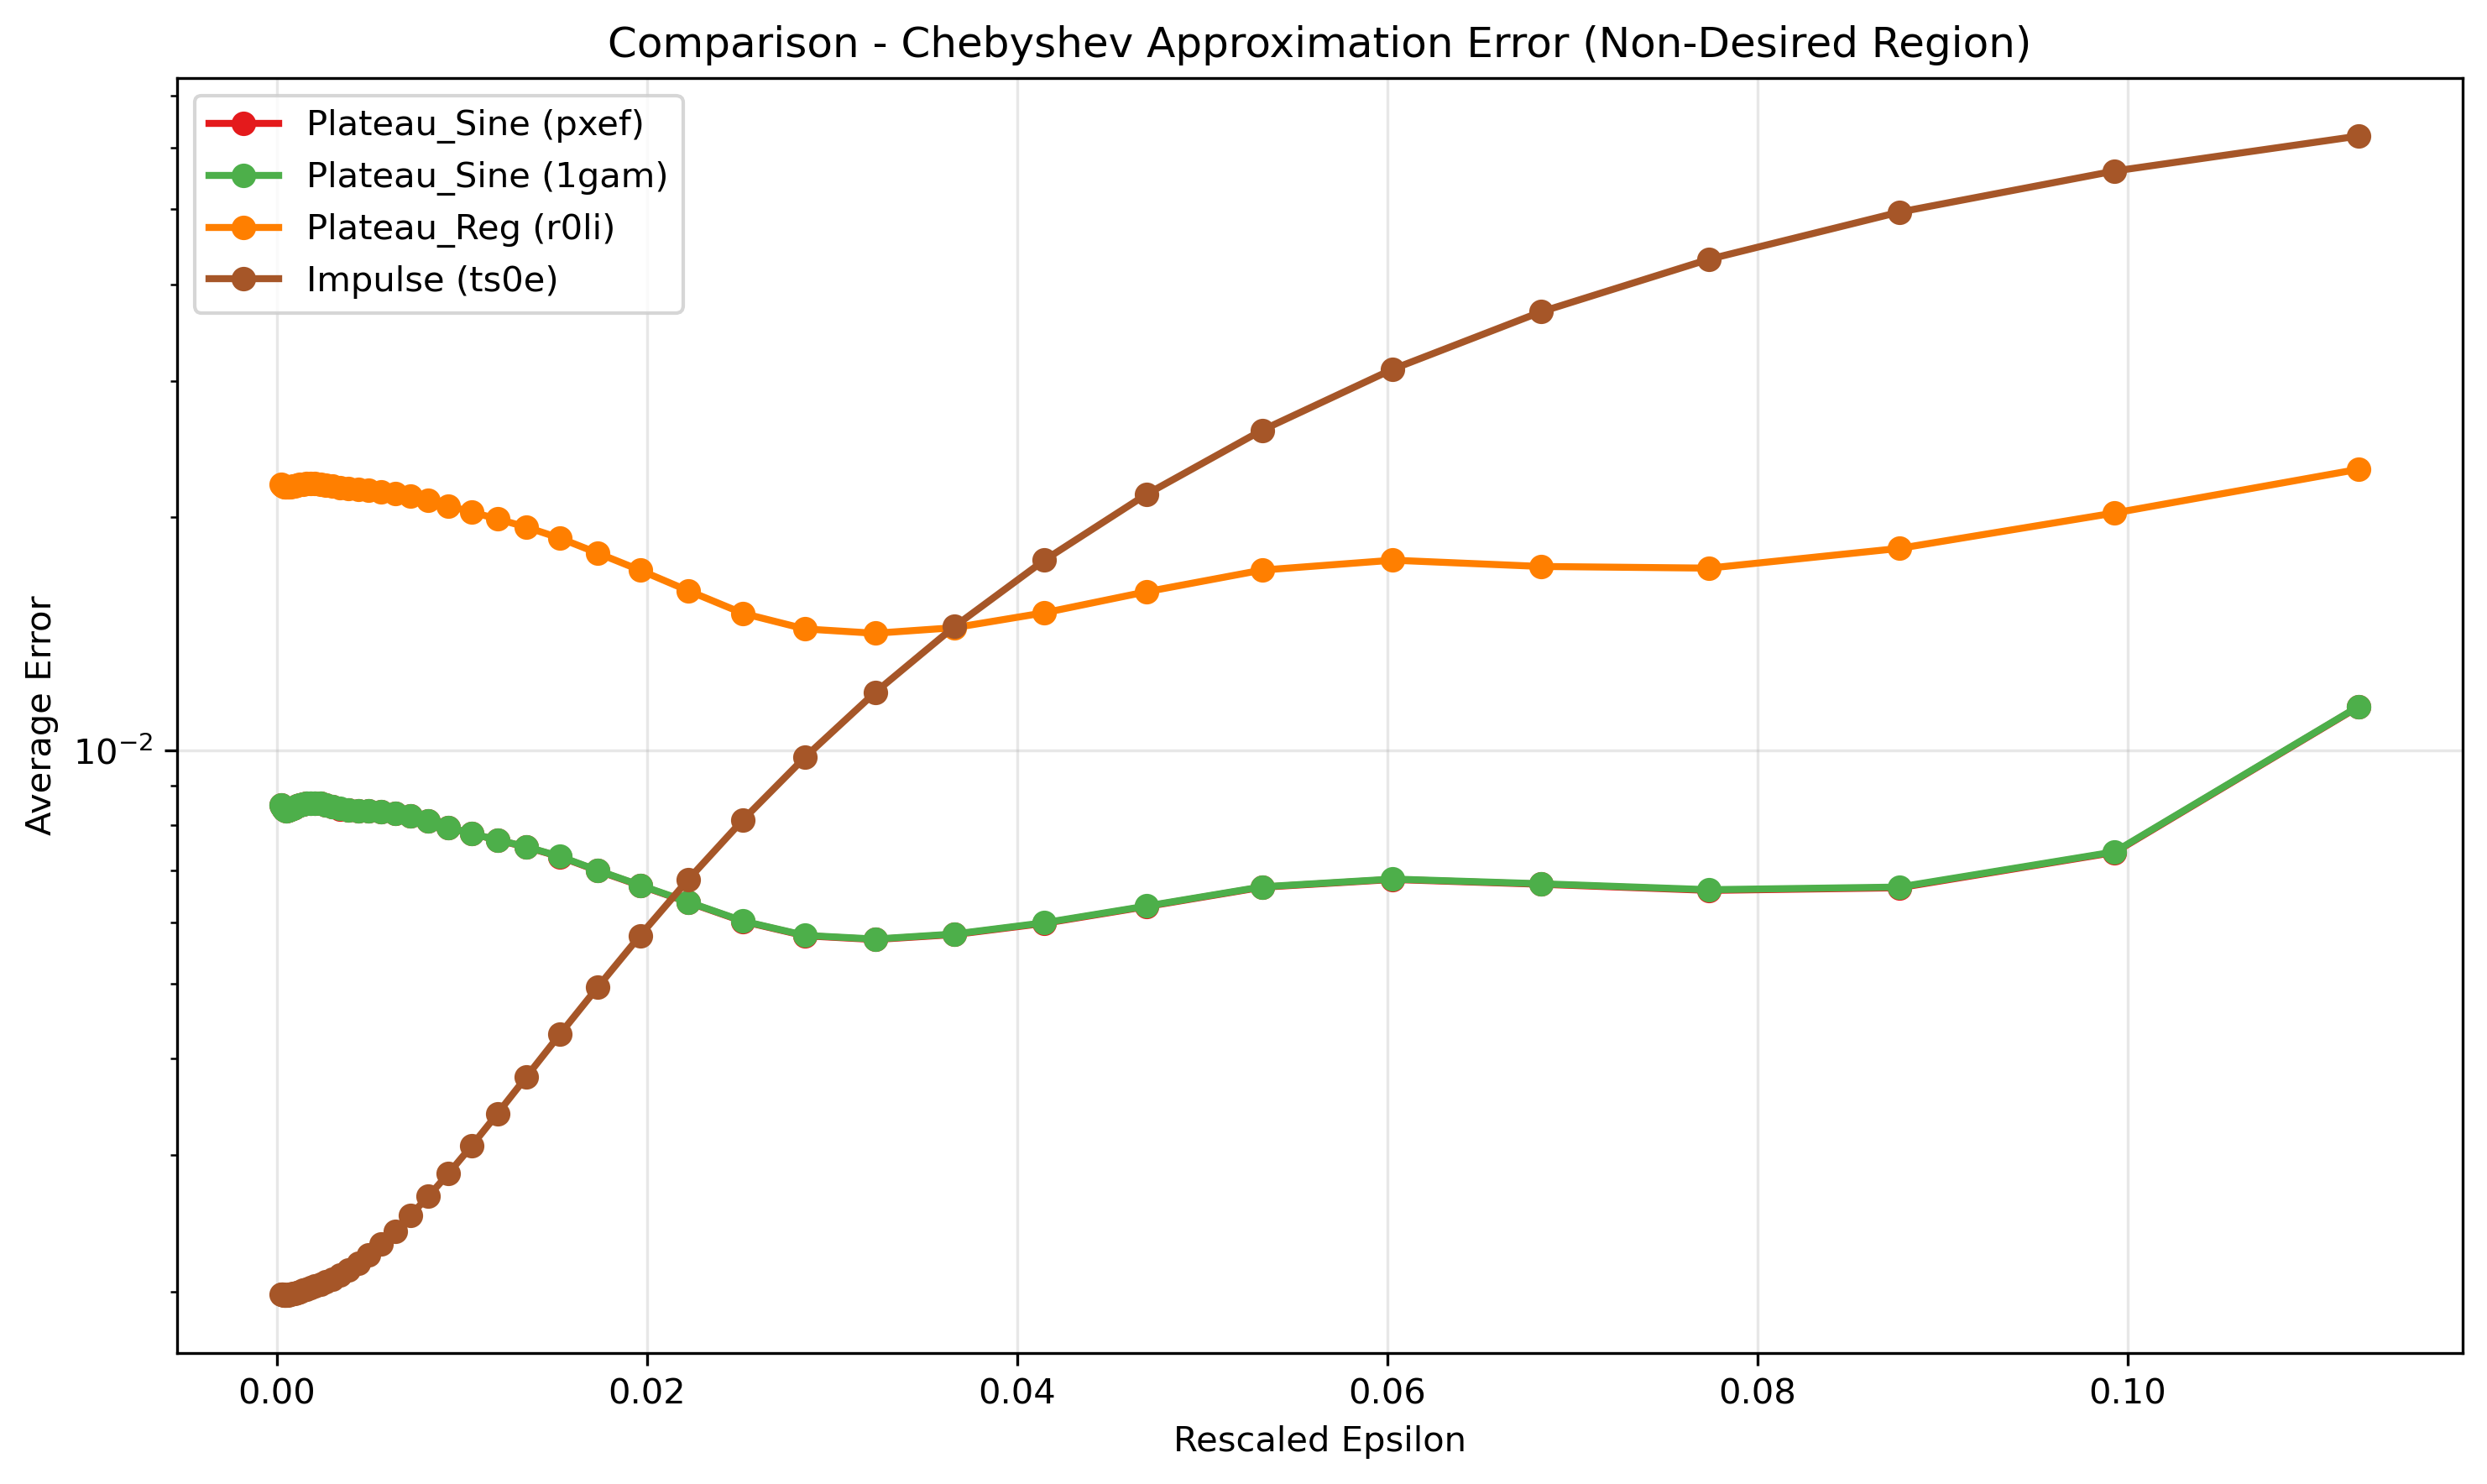 Comparison - Chebyshev Approximation Error (Non-Desired Region)
Plateau_Sine (pxef)
Plateau_Sine (1gam)
Plateau_Reg (r0li)
Impulse (ts0e)
Average Error
10⁻²
0.00 0.02 0.04 0.06 0.08 0.10
Rescaled Epsilon